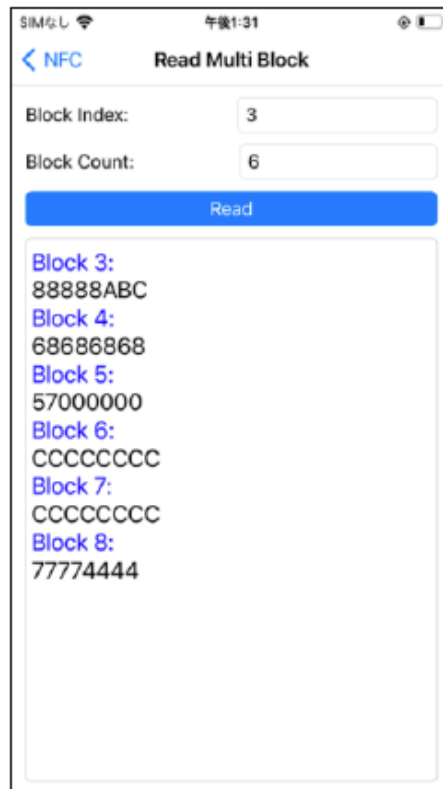 SIMなし 午後1:31
NFC Read Multi Block
Block Index: 3
Block Count: 6
Read
Block 3:
88888ABC
Block 4:
68686868
Block 5:
57000000
Block 6:
CCCCCCCC
Block 7:
CCCCCCCC
Block 8:
77774444